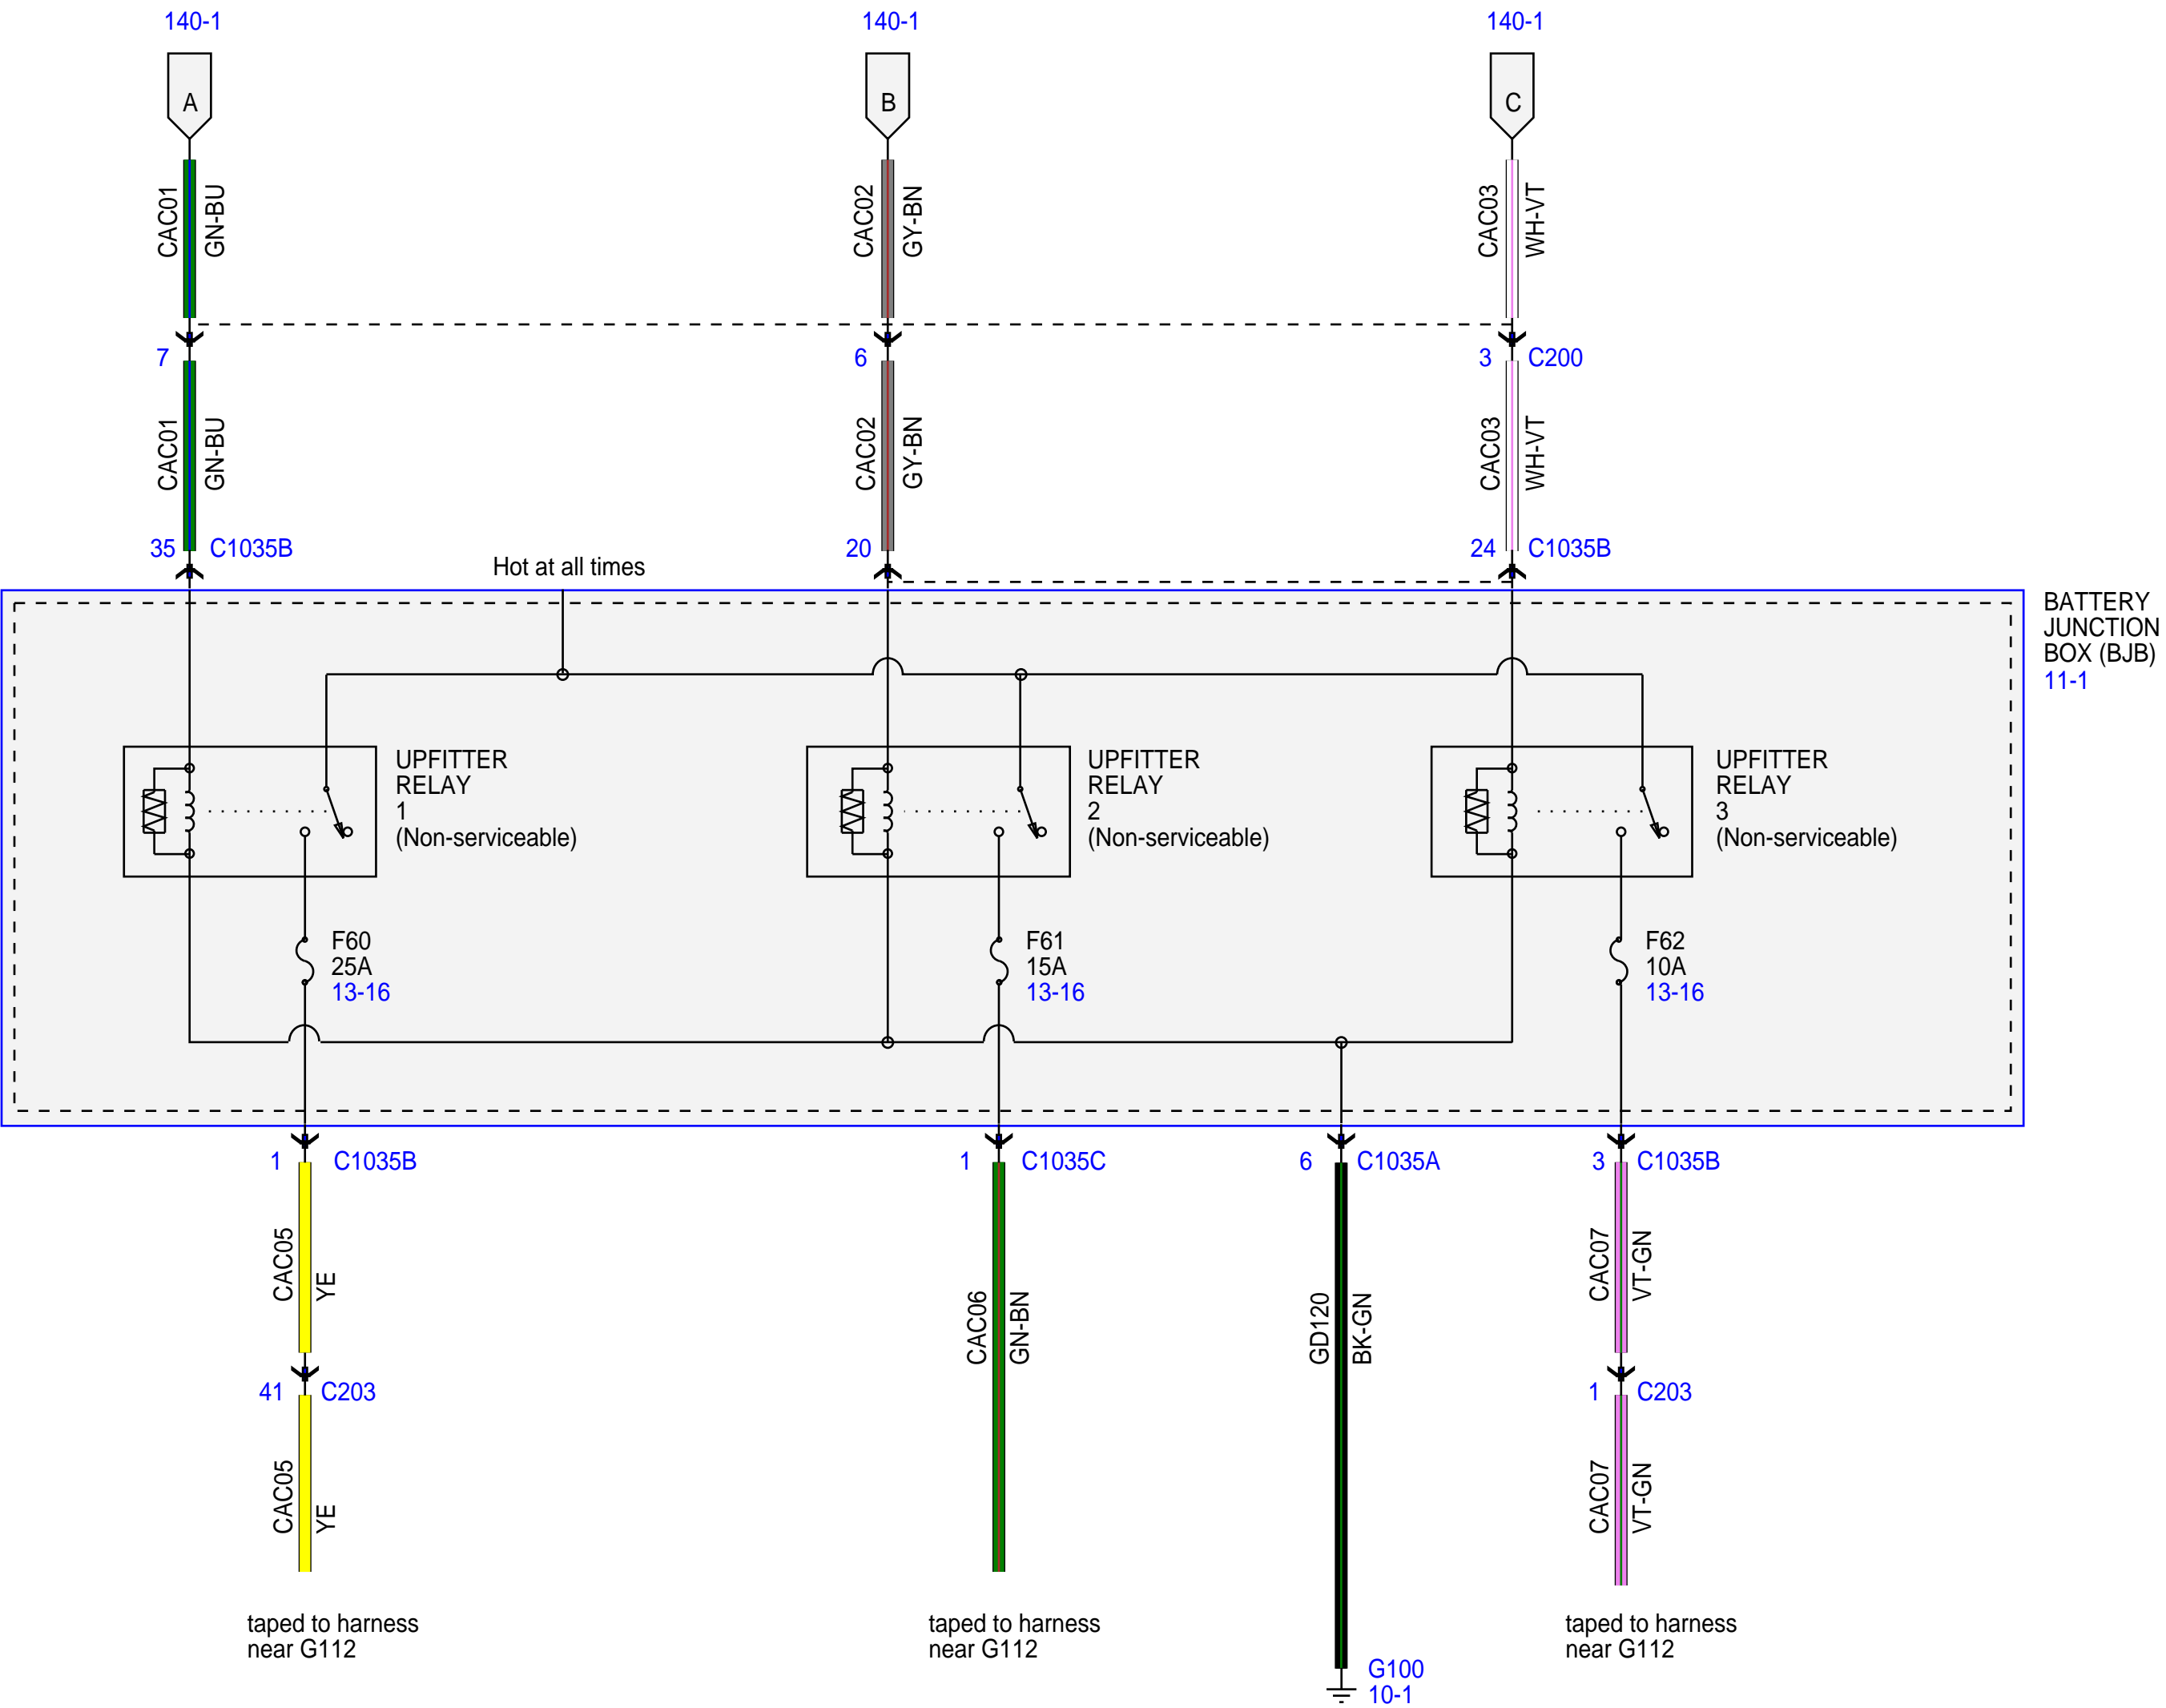 140-1
140-1
140-1
A
B
C
CAC01
GN-BU
CAC02
GY-BN
CAC03
WH-VT
7
6
3 C200
CAC01
GN-BU
CAC02
GY-BN
CAC03
WH-VT
35 C1035B
20
24 C1035B
Hot at all times
BATTERY
JUNCTION
BOX (BJB)
11-1
UPFITTER
RELAY
1
(Non-serviceable)
UPFITTER
RELAY
2
(Non-serviceable)
UPFITTER
RELAY
3
(Non-serviceable)
F60
25A
13-16
F61
15A
13-16
F62
10A
13-16
1 C1035B
1 C1035C
6 C1035A
3 C1035B
CAC05
YE
CAC06
GN-BN
GD120
BK-GN
CAC07
VT-GN
41 C203
1 C203
CAC05
YE
CAC07
VT-GN
taped to harness
near G112
taped to harness
near G112
taped to harness
near G112
G100
10-1